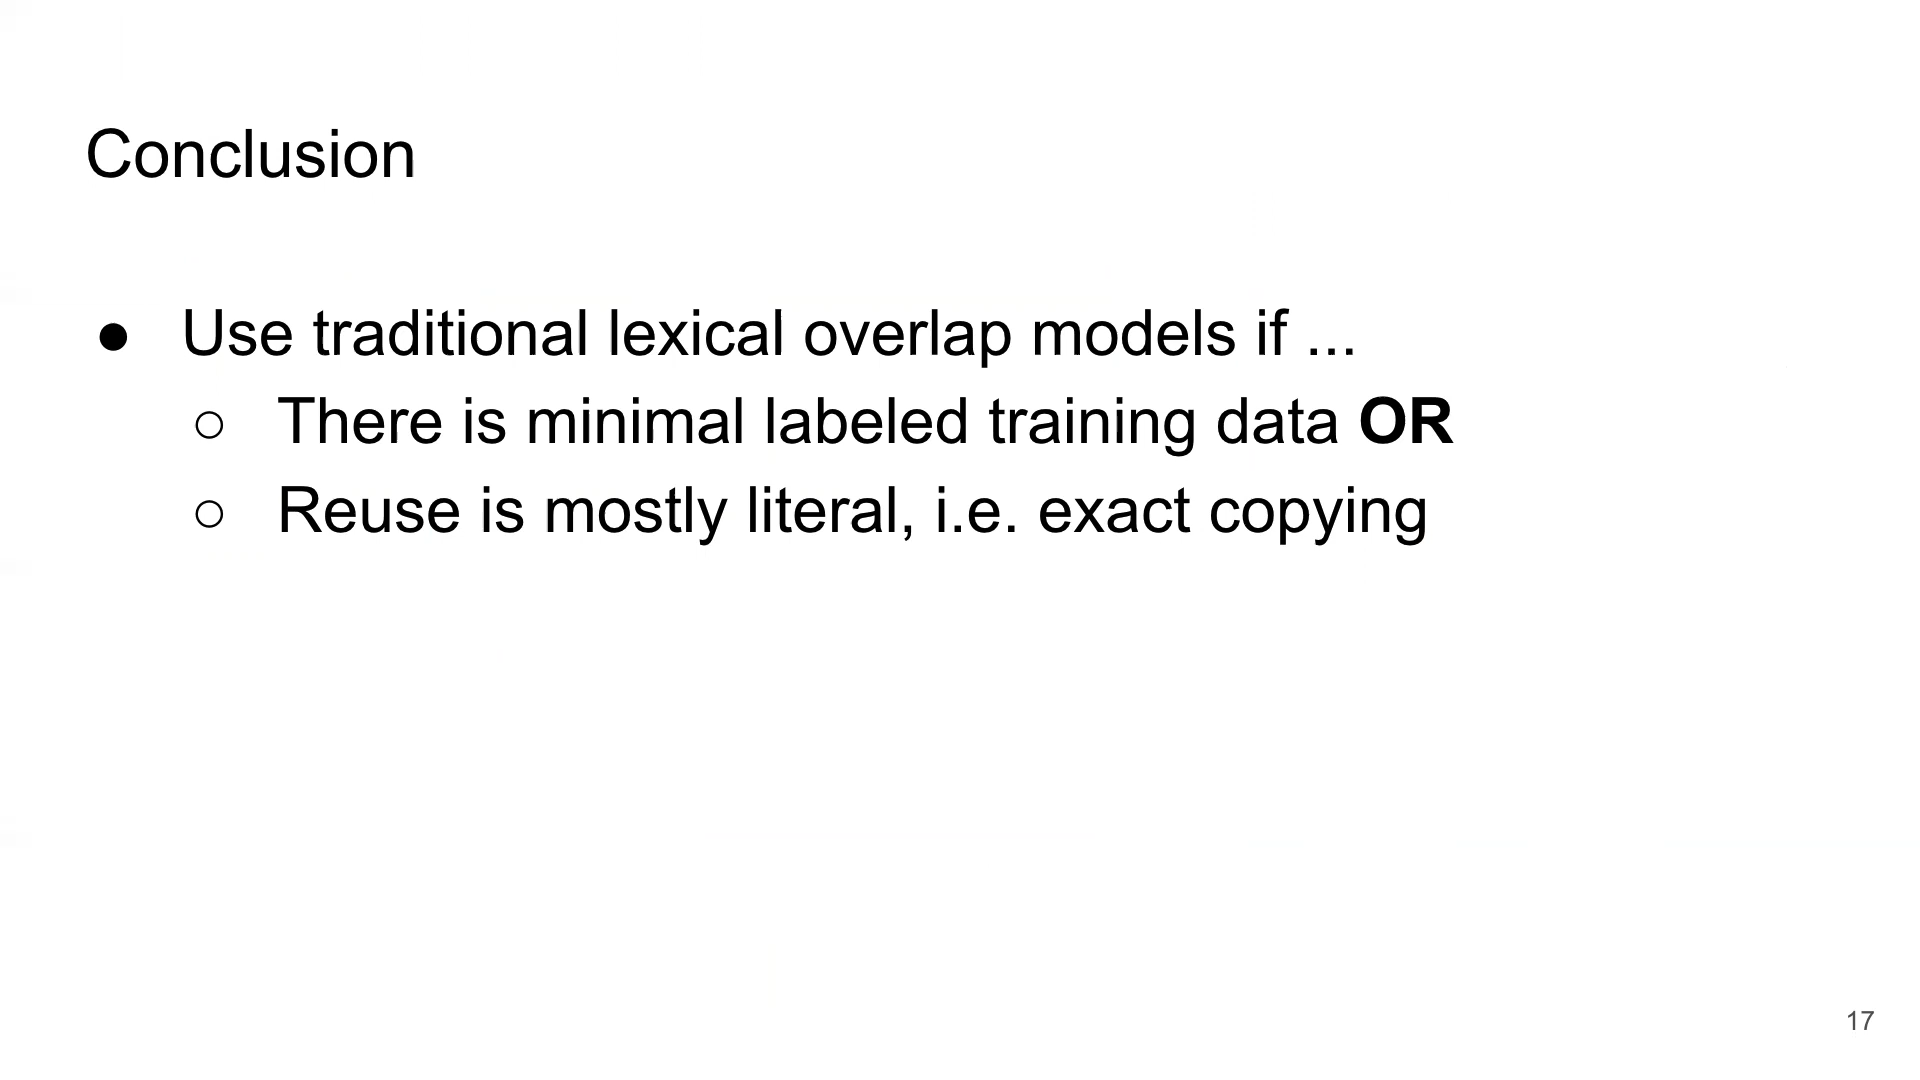 Conclusion
● Use traditional lexical overlap models if ...
○ There is minimal labeled training data OR
○ Reuse is mostly literal, i.e. exact copying
17